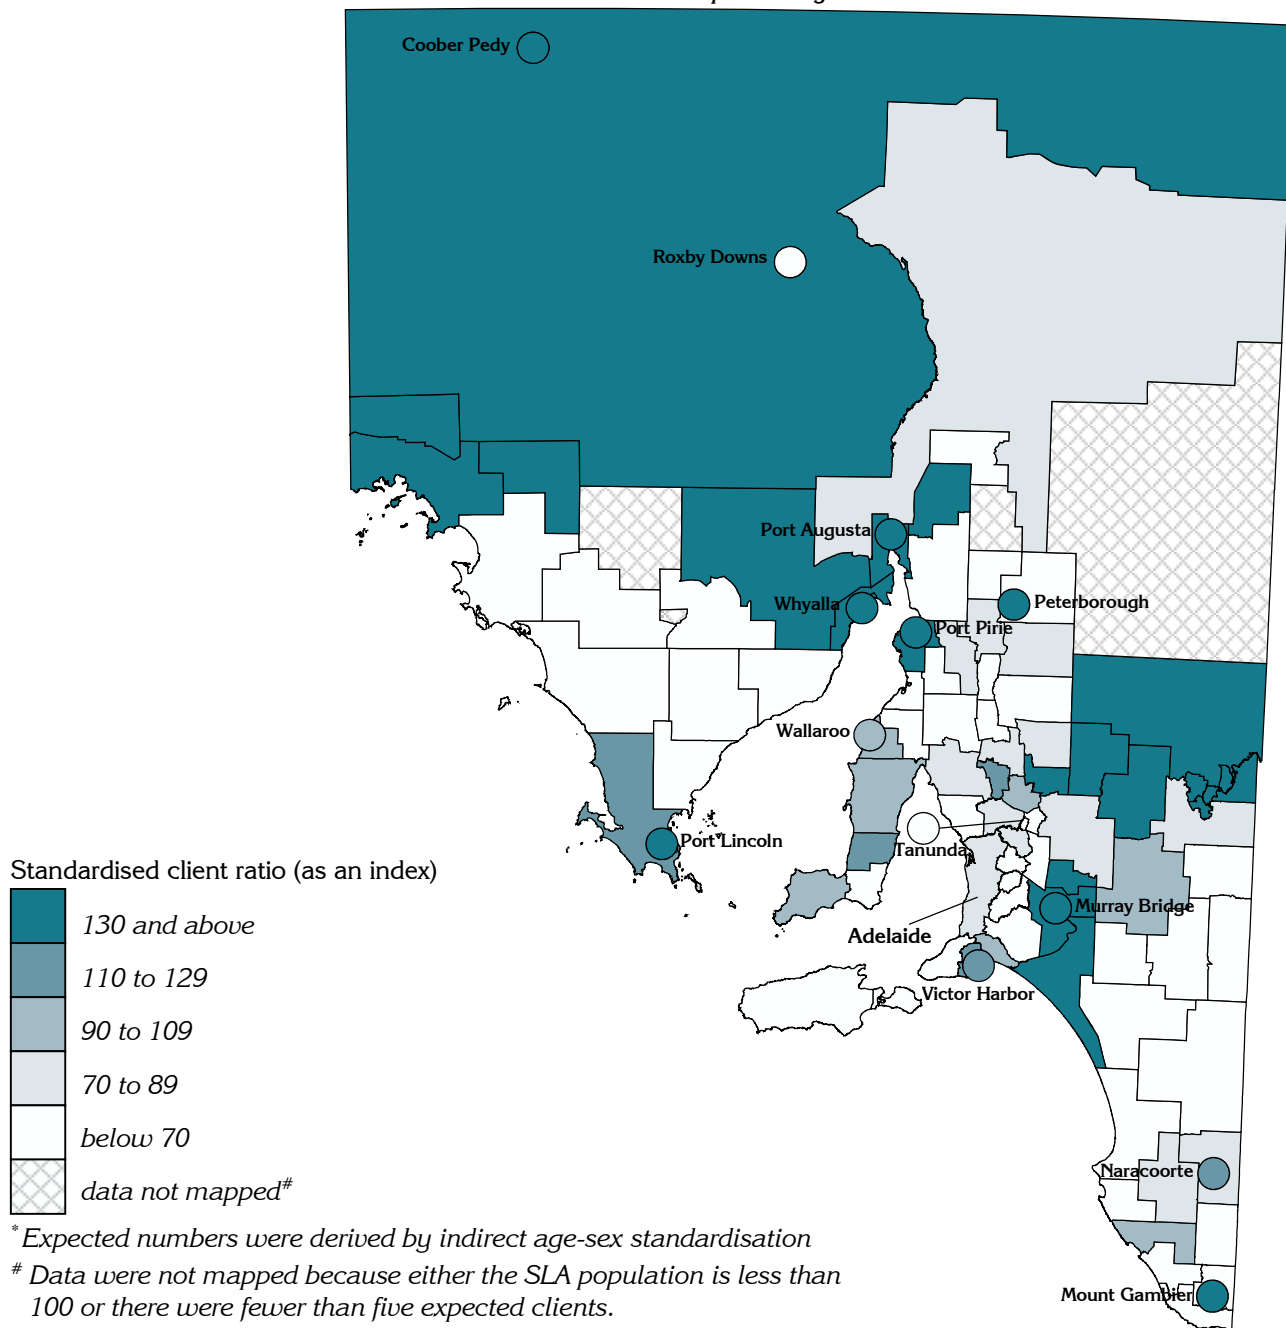 Coober Pedy
Roxby Downs
Port Augusta
Whyalla
Peterborough
Port Pirie
Wallaroo
Port Lincoln
Tanunda
Murray Bridge
Adelaide
Victor Harbor
Naracoorte
Mount Gambier
Standardised client ratio (as an index)
130 and above
110 to 129
90 to 109
70 to 89
below 70
data not mapped#
* Expected numbers were derived by indirect age-sex standardisation
# Data were not mapped because either the SLA population is less than
100 or there were fewer than five expected clients.